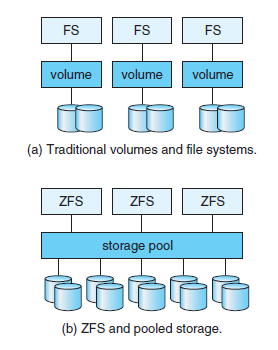 FS FS FS
volume volume volume
(a) Traditional volumes and file systems.
ZFS ZFS ZFS
storage pool
(b) ZFS and pooled storage.